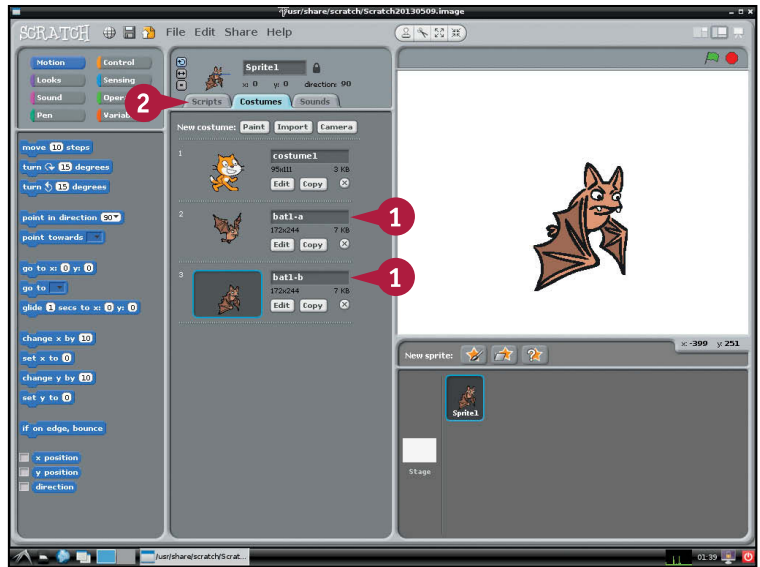 /usr/share/scratch/Scratch20130509.image
SCRATCH File Edit Share Help
Motion Control
Looks Sensing
Sound
Pen
2
Sprite1
x: 0 y: 0 direction: 90
Scripts Costumes Sounds
New costume: Paint Import Camera
1 costume1
95x111 3 KB
Edit Copy
2 bat1-a
172x244 7 KB
Edit Copy
1
3 bat1-b
172x244 7 KB
Edit Copy
1
move 10 steps
turn 15 degrees
turn 15 degrees
point in direction 90
point towards
go to x: 0 y: 0
go to
glide 1 secs to x: 0 y: 0
change x by 10
set x to 0
change y by 10
set y to 0
if on edge, bounce
x position
y position
direction
x: -399 y: 251
New sprite:
Sprite1
Stage
/usr/share/scratch/Scrat...
01:39